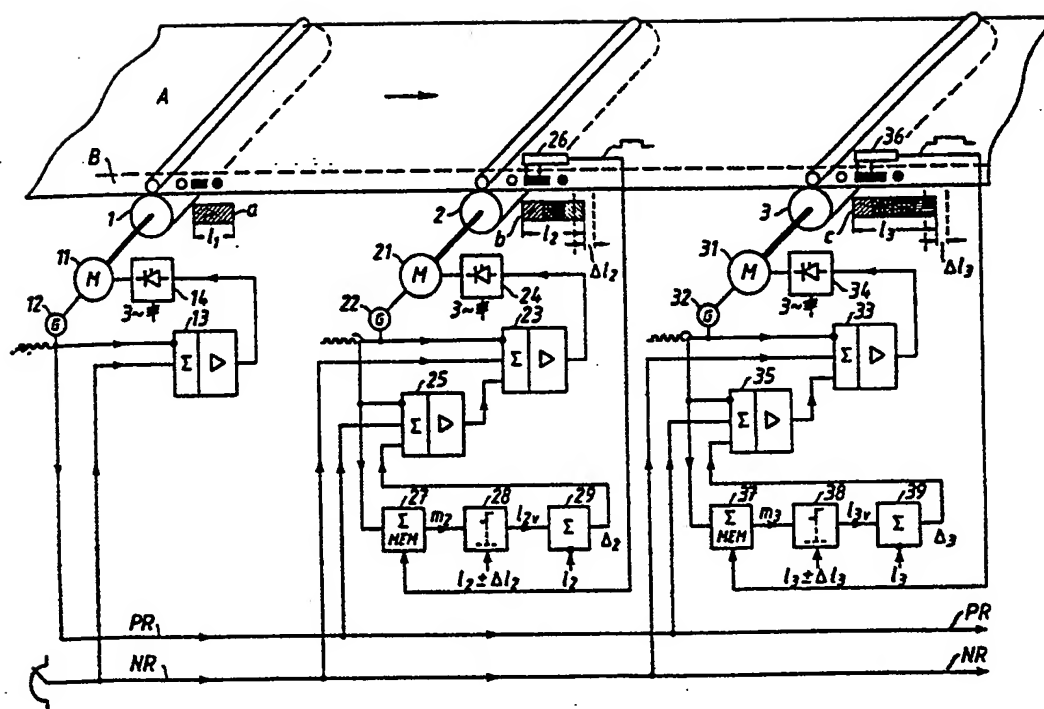 A
B
26
36
1
a
l₁
2
b
l₂
Δl₂
3
c
l₃
Δl₃
11
M
12
G
14
3~
13
Σ
21
M
22
G
24
3~
23
Σ
31
M
32
G
34
3~
33
Σ
25
Σ
35
Σ
27
Σ
MEM
m₂
28
l₂ᵥ
29
Σ
Δ₂
l₂ ± Δl₂
l₂
37
Σ
MEM
m₃
38
l₃ᵥ
39
Σ
Δ₃
l₃ ± Δl₃
l₃
PR
PR
NR
NR